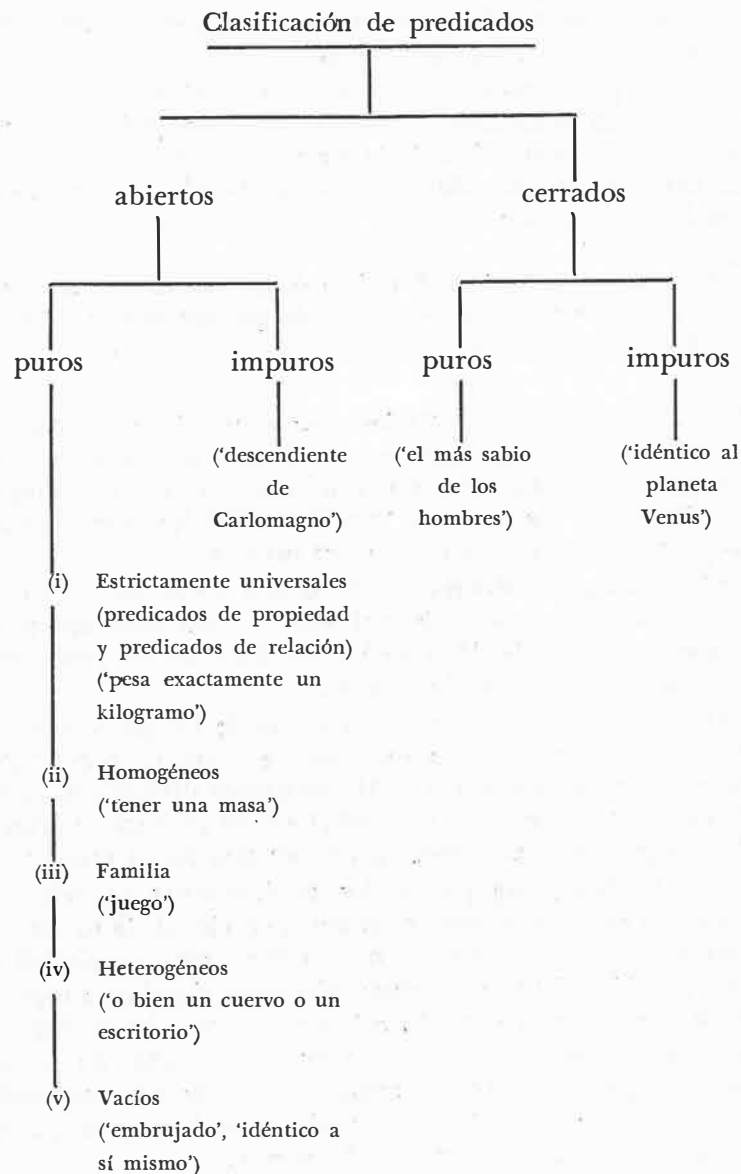 Clasificación de predicados
abiertos
cerrados
puros
impuros
puros
impuros
(‘descendiente
de
Carlomagno’)
(‘el más sabio
de los
hombres’)
(‘idéntico al
planeta
Venus’)
(i) Estrictamente universales
(predicados de propiedad
y predicados de relación)
(‘pesa exactamente un
kilogramo’)
(ii) Homogéneos
(‘tener una masa’)
(iii) Familia
(‘juego’)
(iv) Heterogéneos
(‘o bien un cuervo o un
escritorio’)
(v) Vacíos
(‘embrujado’, ‘idéntico a
sí mismo’)